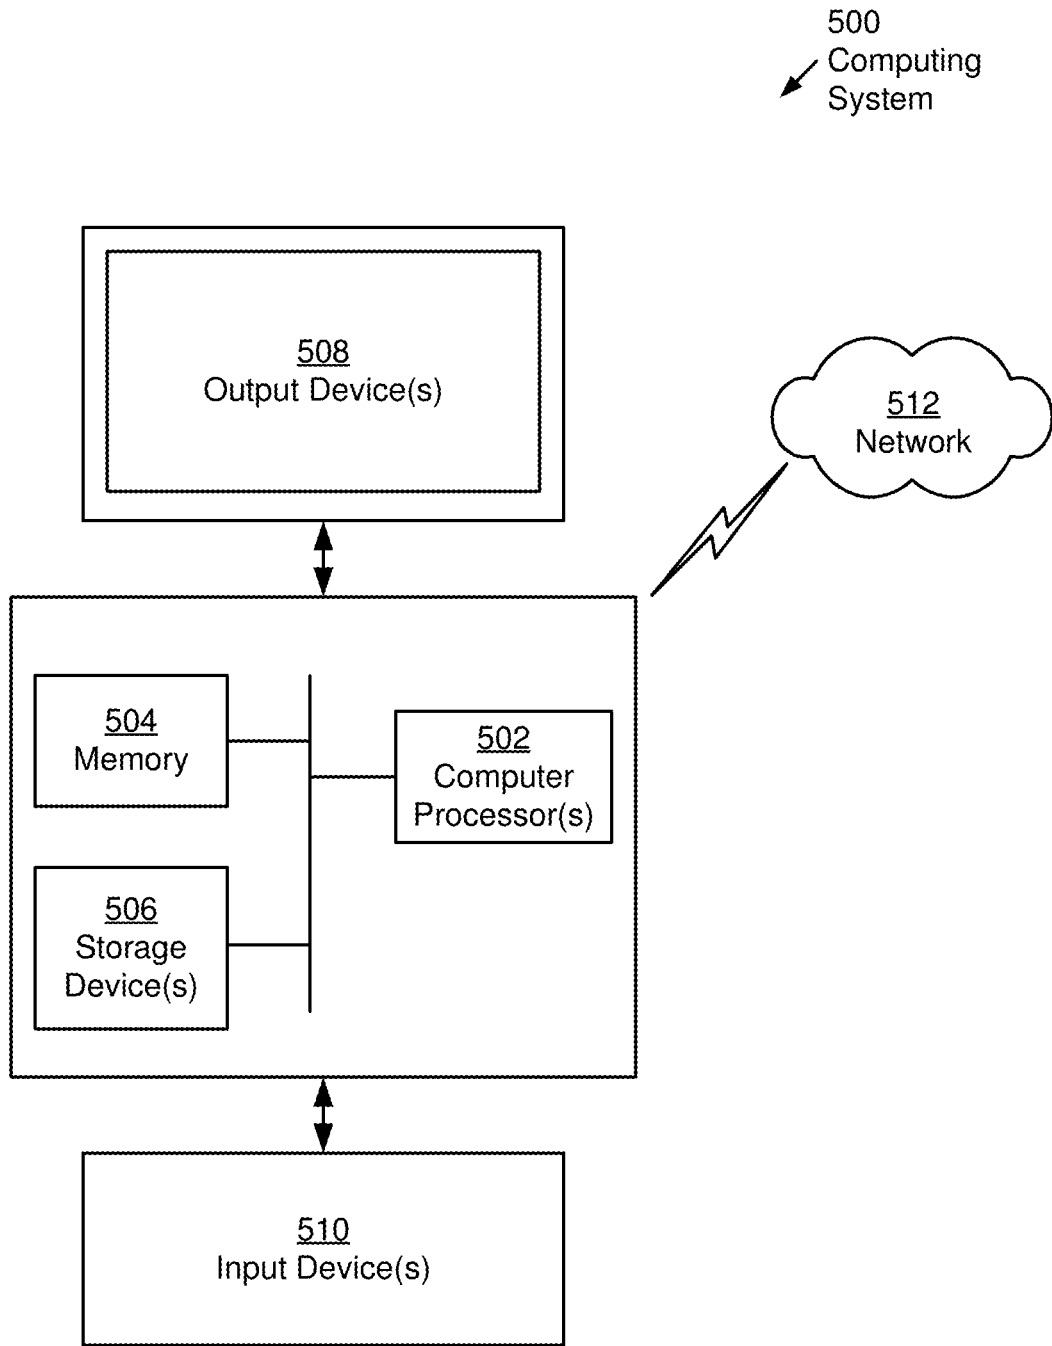 500
Computing
System
508
Output Device(s)
512
Network
504
Memory
502
Computer
Processor(s)
506
Storage
Device(s)
510
Input Device(s)